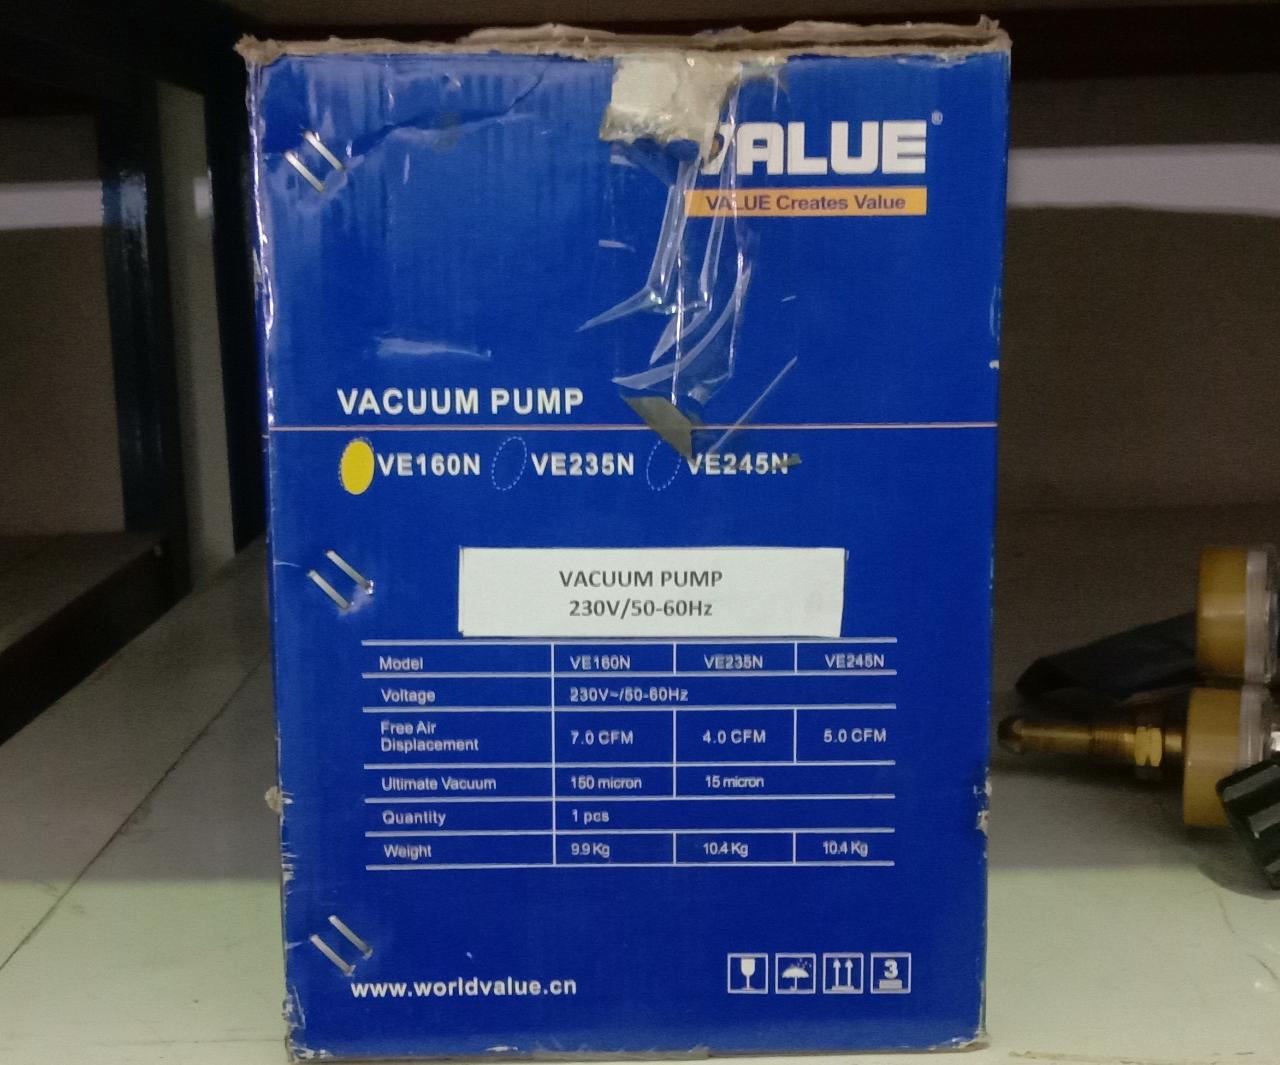 VALUE®
VALUE Creates Value
VACUUM PUMP
VE160N VE235N VE245N
VACUUM PUMP
230V/50-60Hz
Model VE160N VE235N VE245N
Voltage 230V~/50-60Hz
Free Air
Displacement 7.0 CFM 4.0 CFM 5.0 CFM
Ultimate Vacuum 150 micron 15 micron
Quantity 1 pcs
Weight 9.9 Kg 10.4 Kg 10.4 Kg
www.worldvalue.cn
3